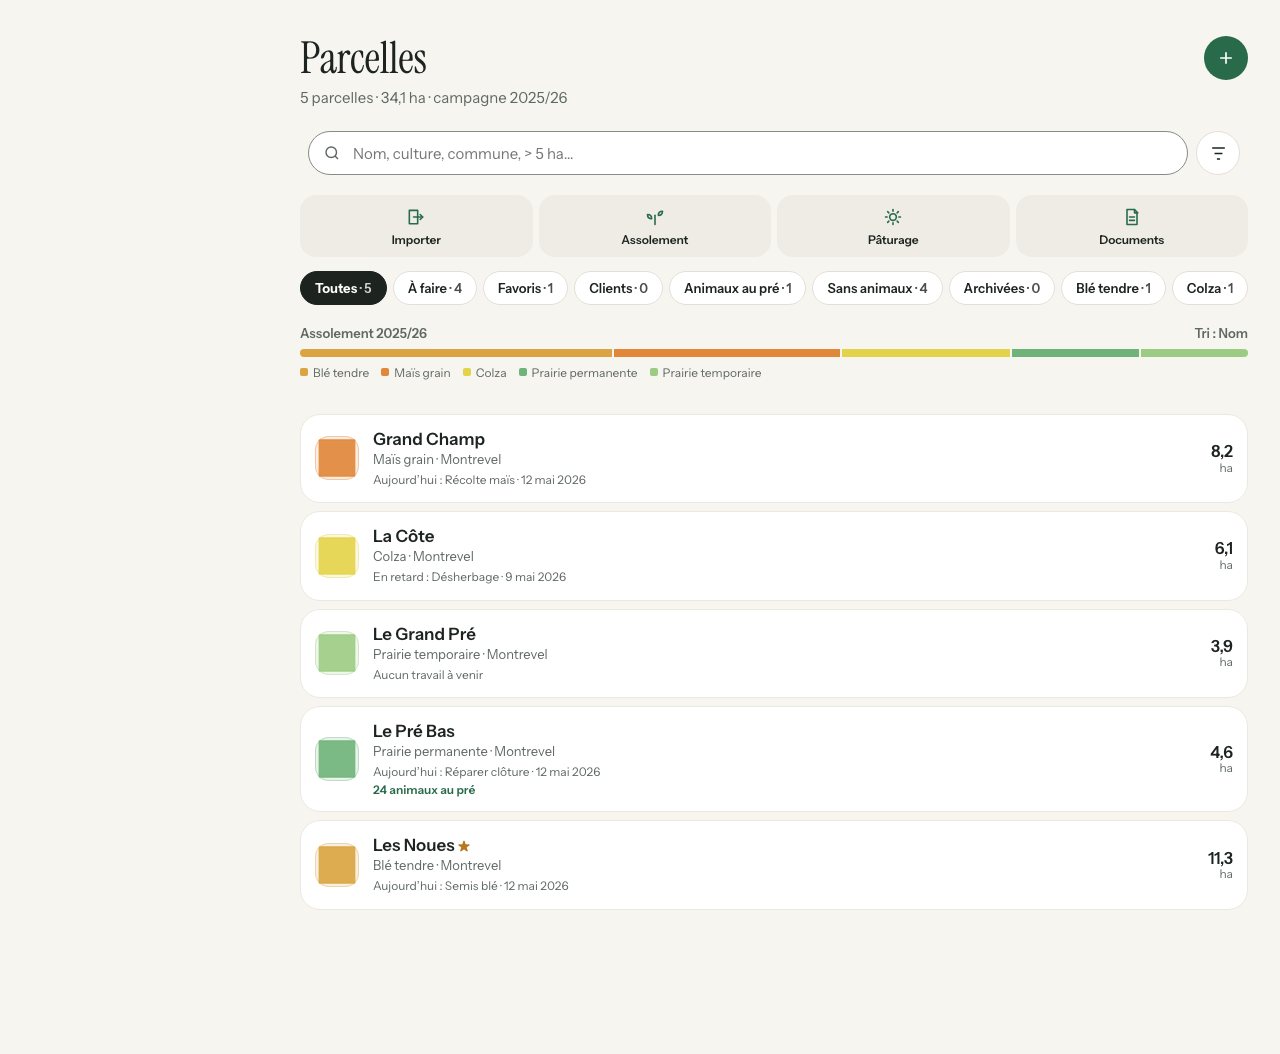 Parcelles
5 parcelles · 34,1 ha · campagne 2025/26
Nom, culture, commune, > 5 ha...
Importer
Assolement
Pâturage
Documents
Toutes · 5
À faire · 4
Favoris · 1
Clients · 0
Animaux au pré · 1
Sans animaux · 4
Archivées · 0
Blé tendre · 1
Colza · 1
Assolement 2025/26
Tri : Nom
Blé tendre
Maïs grain
Colza
Prairie permanente
Prairie temporaire
Grand Champ
Maïs grain · Montrevel
Aujourd'hui : Récolte maïs · 12 mai 2026
8,2
ha
La Côte
Colza · Montrevel
En retard : Désherbage · 9 mai 2026
6,1
ha
Le Grand Pré
Prairie temporaire · Montrevel
Aucun travail à venir
3,9
ha
Le Pré Bas
Prairie permanente · Montrevel
Aujourd'hui : Réparer clôture · 12 mai 2026
24 animaux au pré
4,6
ha
Les Noues
Blé tendre · Montrevel
Aujourd'hui : Semis blé · 12 mai 2026
11,3
ha